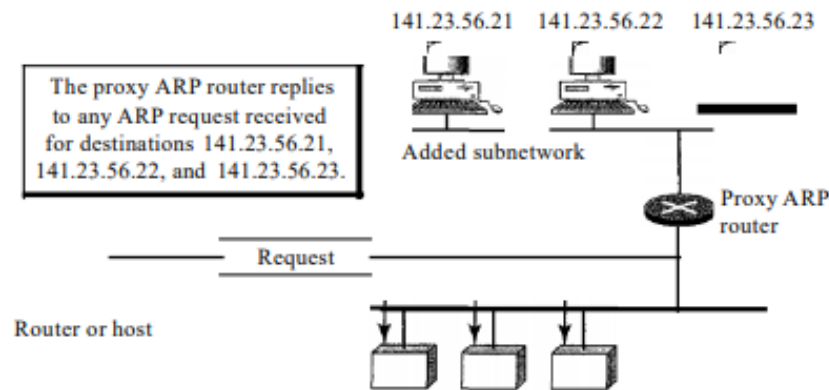 141.23.56.21 141.23.56.22 141.23.56.23
The proxy ARP router replies
to any ARP request received
for destinations 141.23.56.21,
141.23.56.22, and 141.23.56.23.
Added subnetwork
Proxy ARP
router
Request
Router or host